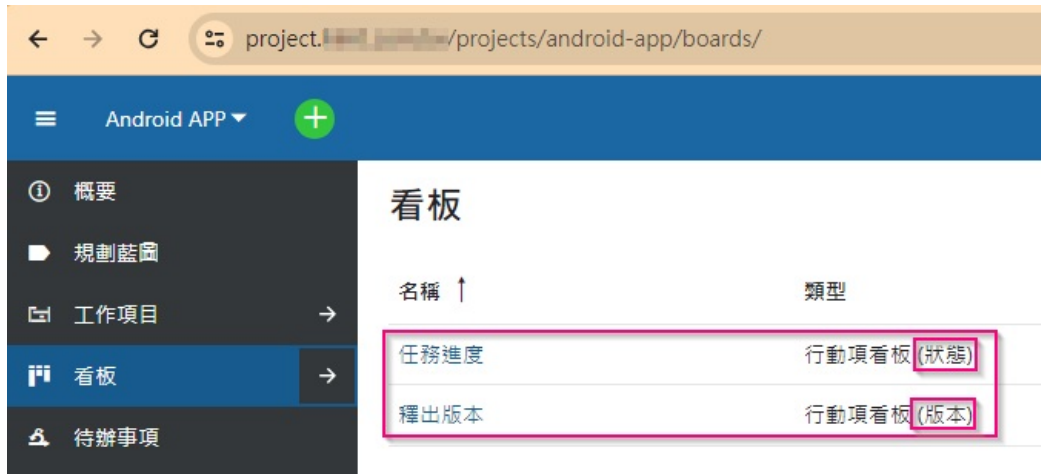 project. /projects/android-app/boards/
Android APP
概要
規劃藍圖
工作項目
看板
待辦事項
看板
名稱 ↑ 類型
任務進度 行動項看板 (狀態)
釋出版本 行動項看板 (版本)